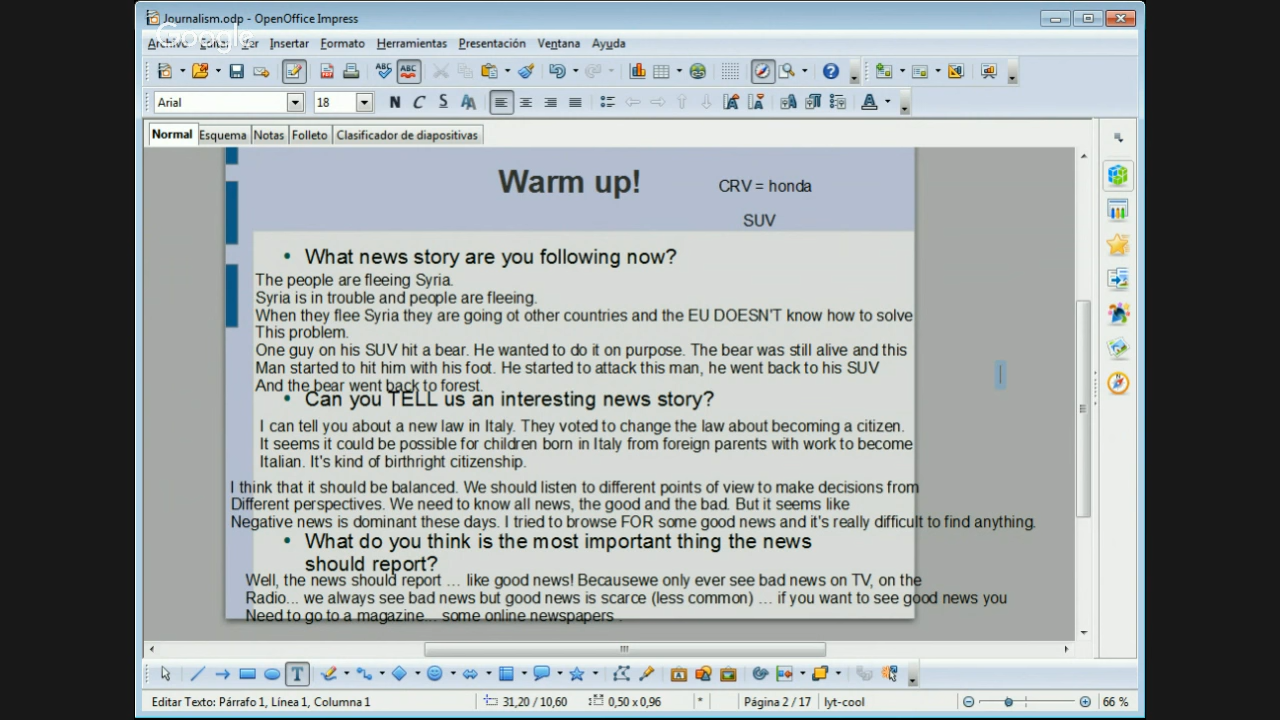 Journalism.odp - OpenOffice Impress
Google
Archivo Editar Ver Insertar Formato Herramientas Presentación Ventana Ayuda
Arial 18 N C S
Normal Esquema Notas Folleto Clasificador de diapositivas
Warm up!
CRV = honda
SUV
• What news story are you following now?
The people are fleeing Syria.
Syria is in trouble and people are fleeing.
When they flee Syria they are going ot other countries and the EU DOESN'T know how to solve
This problem.
One guy on his SUV hit a bear. He wanted to do it on purpose. The bear was still alive and this
Man started to hit him with his foot. He started to attack this man, he went back to his SUV
And the bear went back to forest.
• Can you TELL us an interesting news story?
I can tell you about a new law in Italy. They voted to change the law about becoming a citizen.
It seems it could be possible for children born in Italy from foreign parents with work to become
Italian. It's kind of birthright citizenship.
I think that it should be balanced. We should listen to different points of view to make decisions from
Different perspectives. We need to know all news, the good and the bad. But it seems like
Negative news is dominant these days. I tried to browse FOR some good news and it's really difficult to find anything.
• What do you think is the most important thing the news
should report?
Well, the news should report ... like good news! Becausewe only ever see bad news on TV, on the
Radio... we always see bad news but good news is scarce (less common) ... if you want to see good news you
Need to go to a magazine... some online newspapers .
Editar Texto: Párrafo 1, Línea 1, Columna 1 31,20 / 10,60 0,50 x 0,96 * Página 2 / 17 lyt-cool 66 %